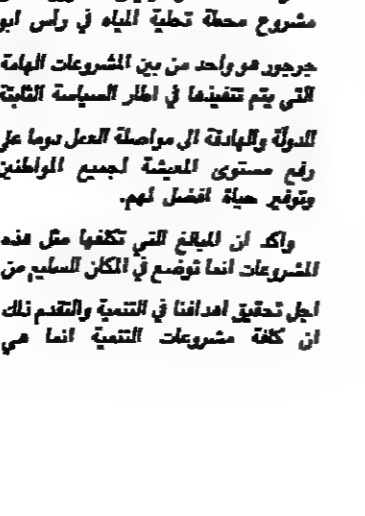 مشروع محطة تحلية المياه في رأس ابو
جرجور هو واحد من بين المشروعات الهامة
التي يتم تنفيذها في اطار السياسة الثابتة
للدولة والهادفة الى مواصلة العمل دوما على
رفع مستوى المعيشة لجميع المواطنين
وتوفير حياة افضل لهم.
واكد ان المبالغ التي تكلفها مثل هذه
المشروعات انما توضع في المكان السليم من
اجل تحقيق اهدافنا في التنمية والتقدم ذلك
ان كافة مشروعات التنمية انما هي